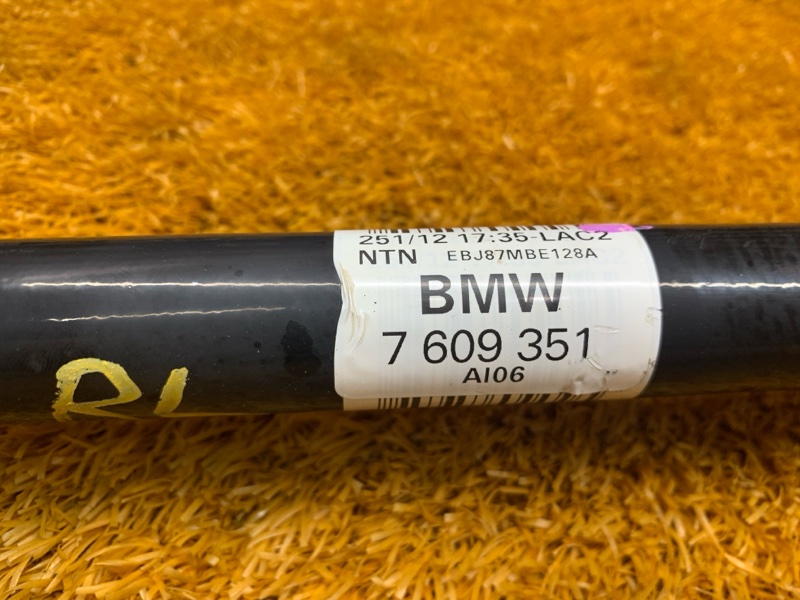 251/12 17:35-LAC2
NTN EBJ87MBE128A
BMW
7 609 351
AI06
RL